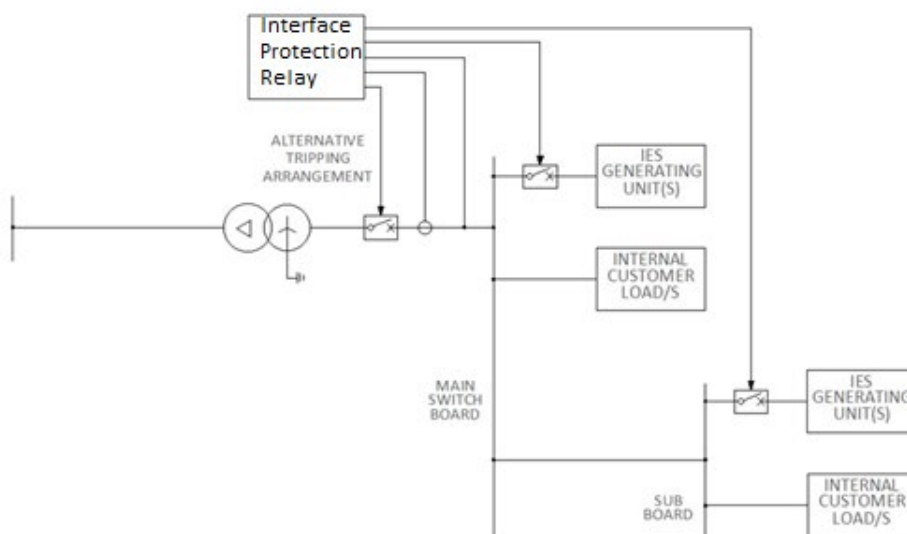 Interface
Protection
Relay
ALTERNATIVE
TRIPPING
ARRANGEMENT
IES
GENERATING
UNIT(S)
INTERNAL
CUSTOMER
LOAD/S
MAIN
SWITCH
BOARD
IES
GENERATING
UNIT(S)
SUB
BOARD
INTERNAL
CUSTOMER
LOAD/S